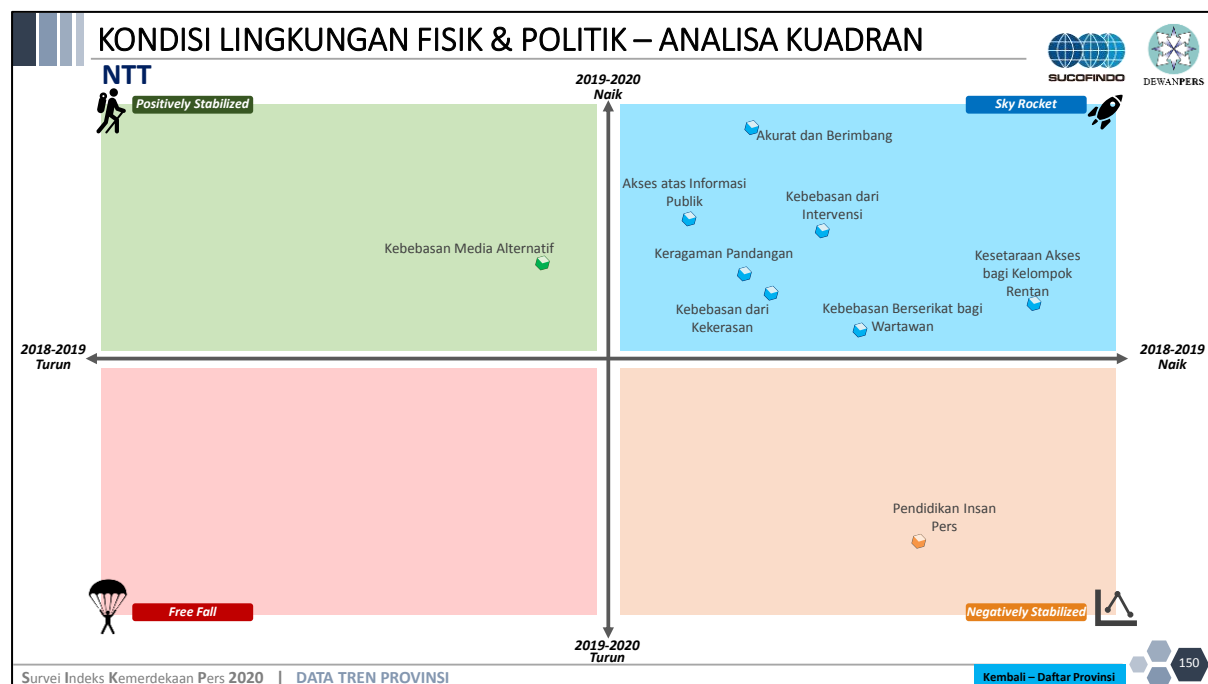 KONDISI LINGKUNGAN FISIK & POLITIK – ANALISA KUADRAN
SUCOFINDO
DEWANPERS
NTT
2019-2020
Naik
Positively Stabilized
Sky Rocket
Akurat dan Berimbang
Akses atas Informasi
Publik
Kebebasan dari
Intervensi
Kebebasan Media Alternatif
Keragaman Pandangan
Kesetaraan Akses
bagi Kelompok
Rentan
Kebebasan dari
Kekerasan
Kebebasan Berserikat bagi
Wartawan
2018-2019
Turun
2018-2019
Naik
Pendidikan Insan
Pers
Free Fall
Negatively Stabilized
2019-2020
Turun
Survei Indeks Kemerdekaan Pers 2020 | DATA TREN PROVINSI
Kembali – Daftar Provinsi
150